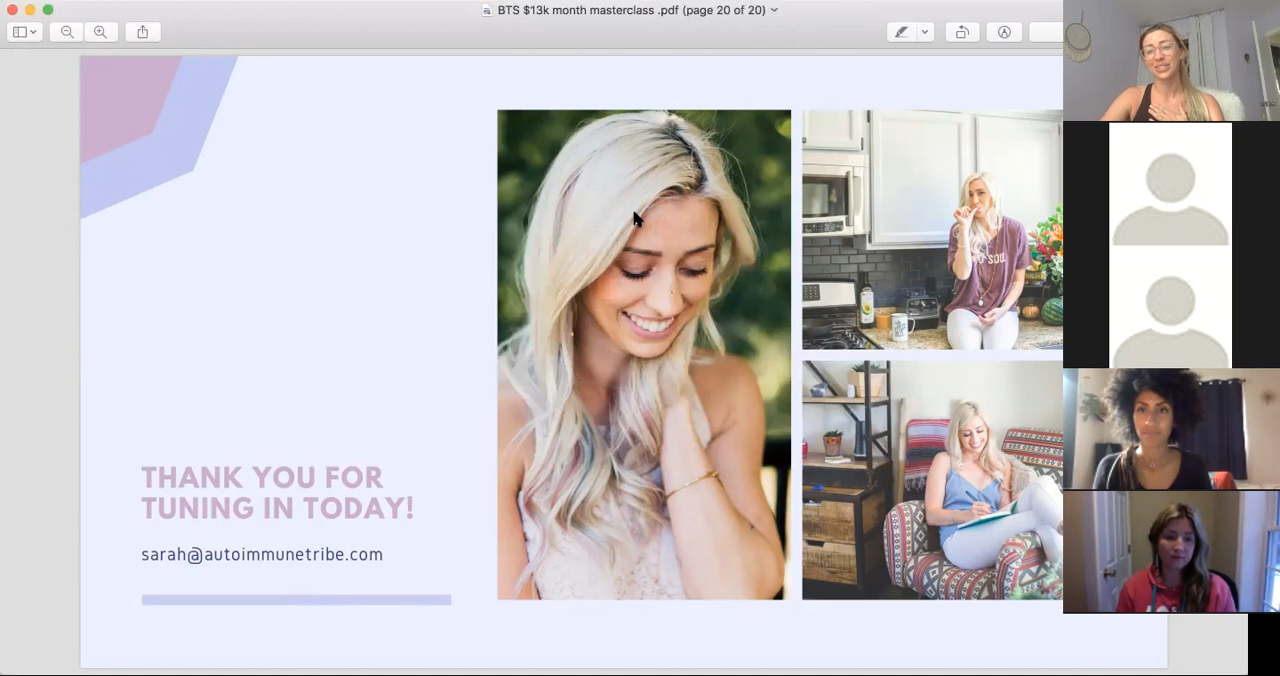 BTS $13k month masterclass .pdf (page 20 of 20)
THANK YOU FOR
TUNING IN TODAY!
sarah@autoimmunetribe.com